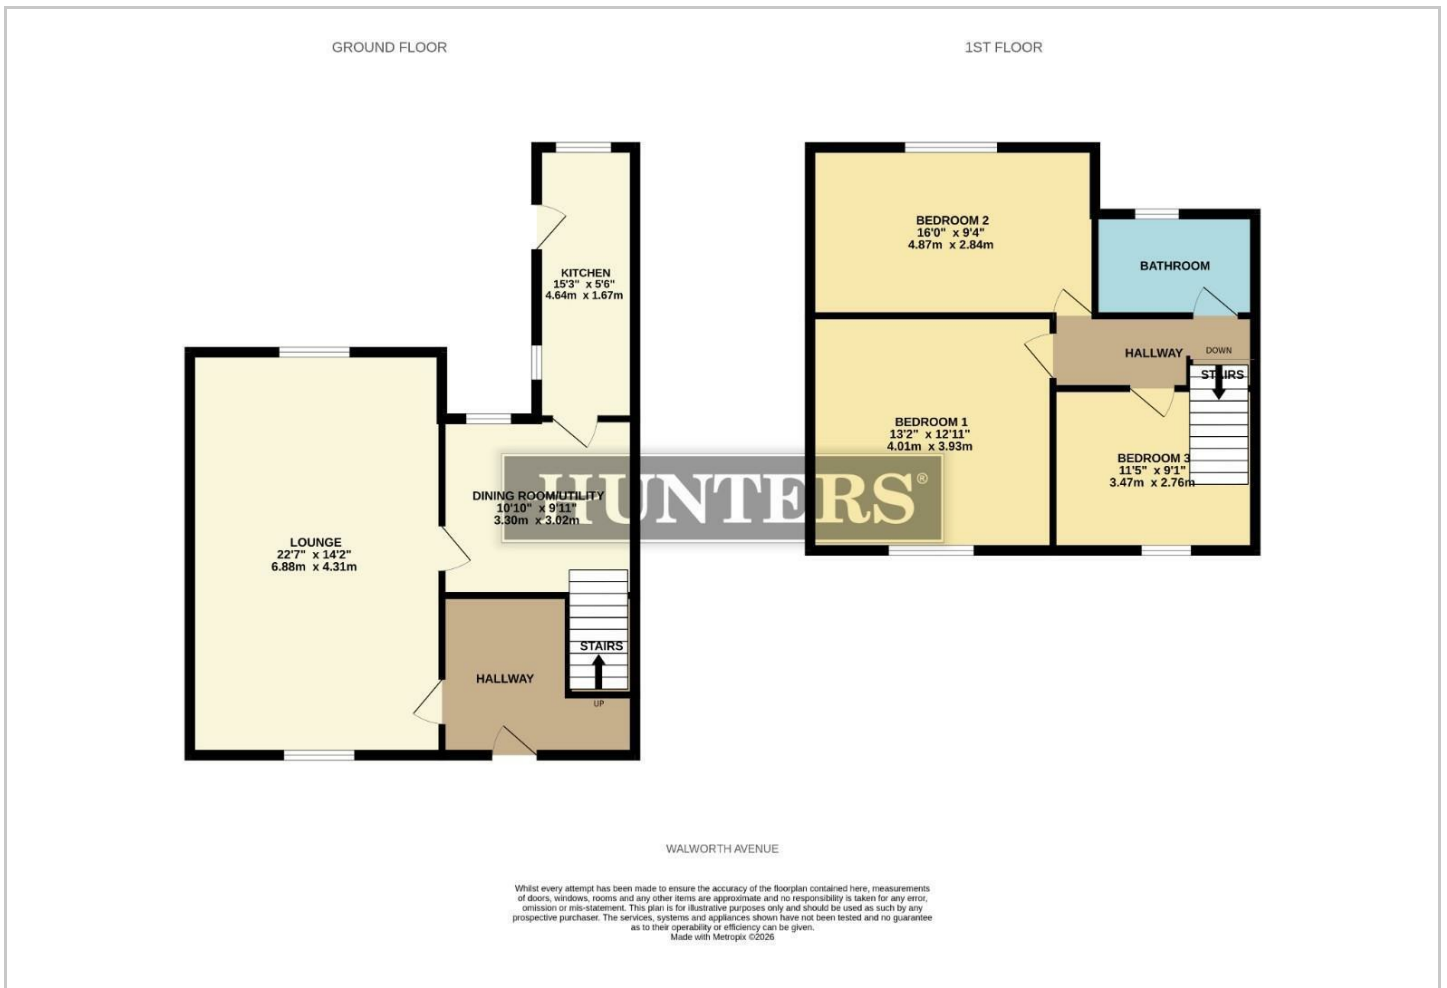 GROUND FLOOR
KITCHEN
15'3" x 5'6"
4.64m x 1.67m
DINING ROOM/UTILITY
10'10" x 9'11"
3.30m x 3.02m
LOUNGE
22'7" x 14'2"
6.88m x 4.31m
HALLWAY
STAIRS
UP
1ST FLOOR
BEDROOM 2
16'0" x 9'4"
4.87m x 2.84m
BATHROOM
HALLWAY
DOWN
STAIRS
BEDROOM 1
13'2" x 12'11"
4.01m x 3.93m
BEDROOM 3
11'5" x 9'1"
3.47m x 2.76m
HUNTERS®
WALWORTH AVENUE
Whilst every attempt has been made to ensure the accuracy of the floorplan contained here, measurements
of doors, windows, rooms and any other items are approximate and no responsibility is taken for any error,
omission or mis-statement. This plan is for illustrative purposes only and should be used as such by any
prospective purchaser. The services, systems and appliances shown have not been tested and no guarantee
as to their operability or efficiency can be given.
Made with Metropix ©2026